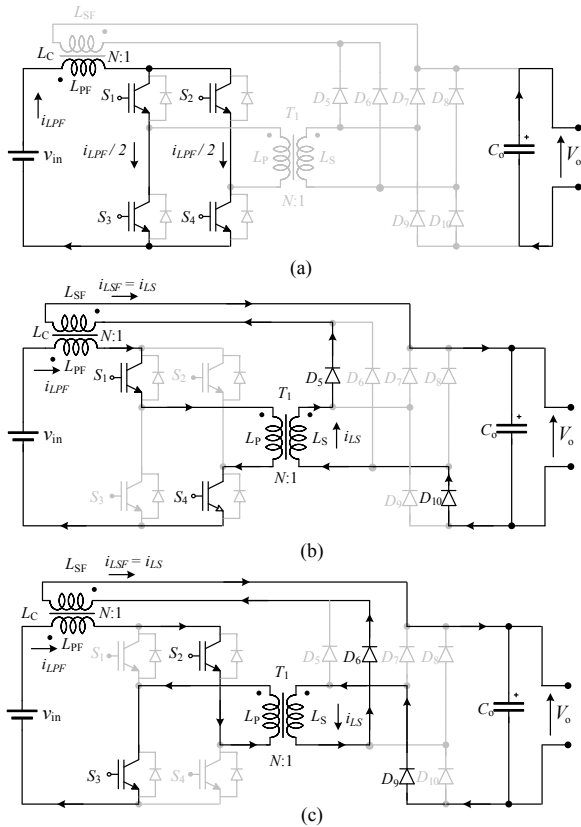 L_SF
L_C N:1
L_PF
i_LPF
S_1 S_2
D_5 D_6 D_7 D_8
T_1
v_in
i_LPF/2 i_LPF/2
L_P L_S
C_o + V_o
N:1
S_3 S_4
D_9 D_10
(a)
i_LSF = i_LS
L_SF
L_C N:1
L_PF
i_LPF
S_1 S_2
D_5 D_6 D_7 D_8
T_1
v_in
L_P L_S i_LS
C_o + V_o
N:1
S_3 S_4
D_9 D_10
(b)
i_LSF = i_LS
L_SF
L_C N:1
L_PF
i_LPF
S_1 S_2
D_5 D_6 D_7 D_8
T_1
v_in
L_P L_S i_LS
C_o + V_o
N:1
S_3 S_4
D_9 D_10
(c)